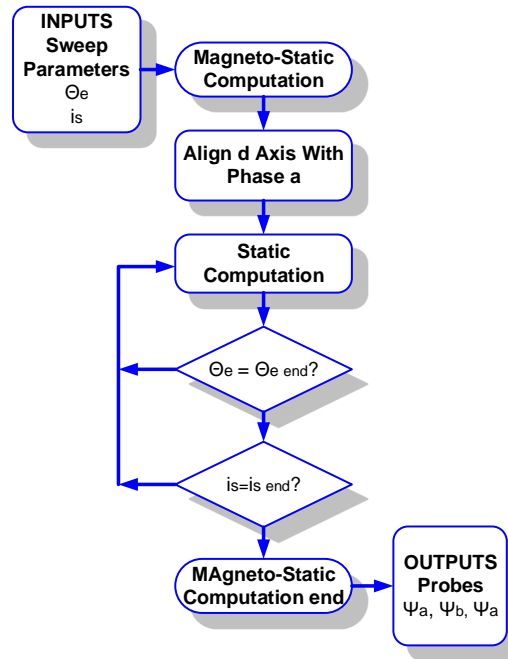 INPUTS
Sweep
Parameters
Θe
is
Magneto-Static
Computation
Align d Axis With
Phase a
Static
Computation
Θe = Θe end?
is=is end?
MAgneto-Static
Computation end
OUTPUTS
Probes
Ψa, Ψb, Ψa